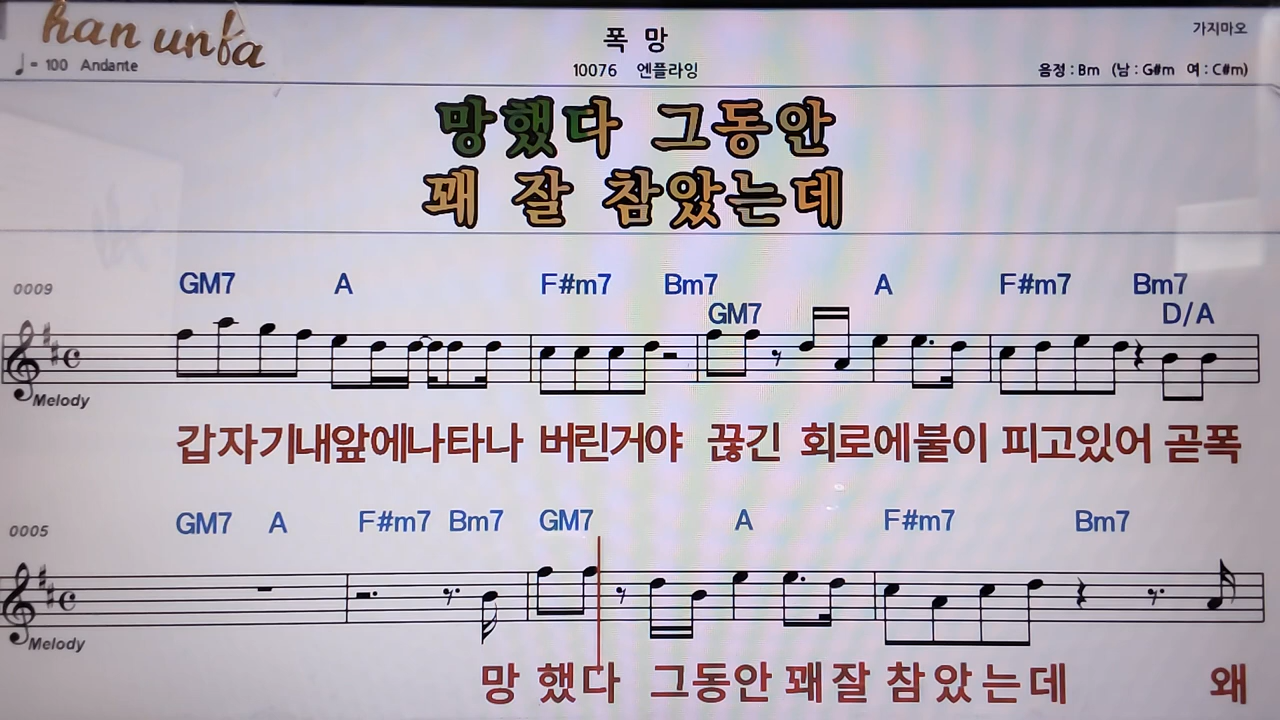 han unba
폭 망
가지마오
♩= 100 Andante
10076 엔플라잉
음정 : Bm (남 : G#m 여 : C#m)
망했다 그동안
꽤 잘 참았는데
0009
GM7 A F#m7 Bm7 A F#m7 Bm7
GM7 D/A
Melody
갑자기내앞에나타나 버린거야 끊긴 회로에불이 피고있어 곧폭
0005
GM7 A F#m7 Bm7 GM7 A F#m7 Bm7
Melody
망 했다 그동안 꽤잘 참았는데 왜